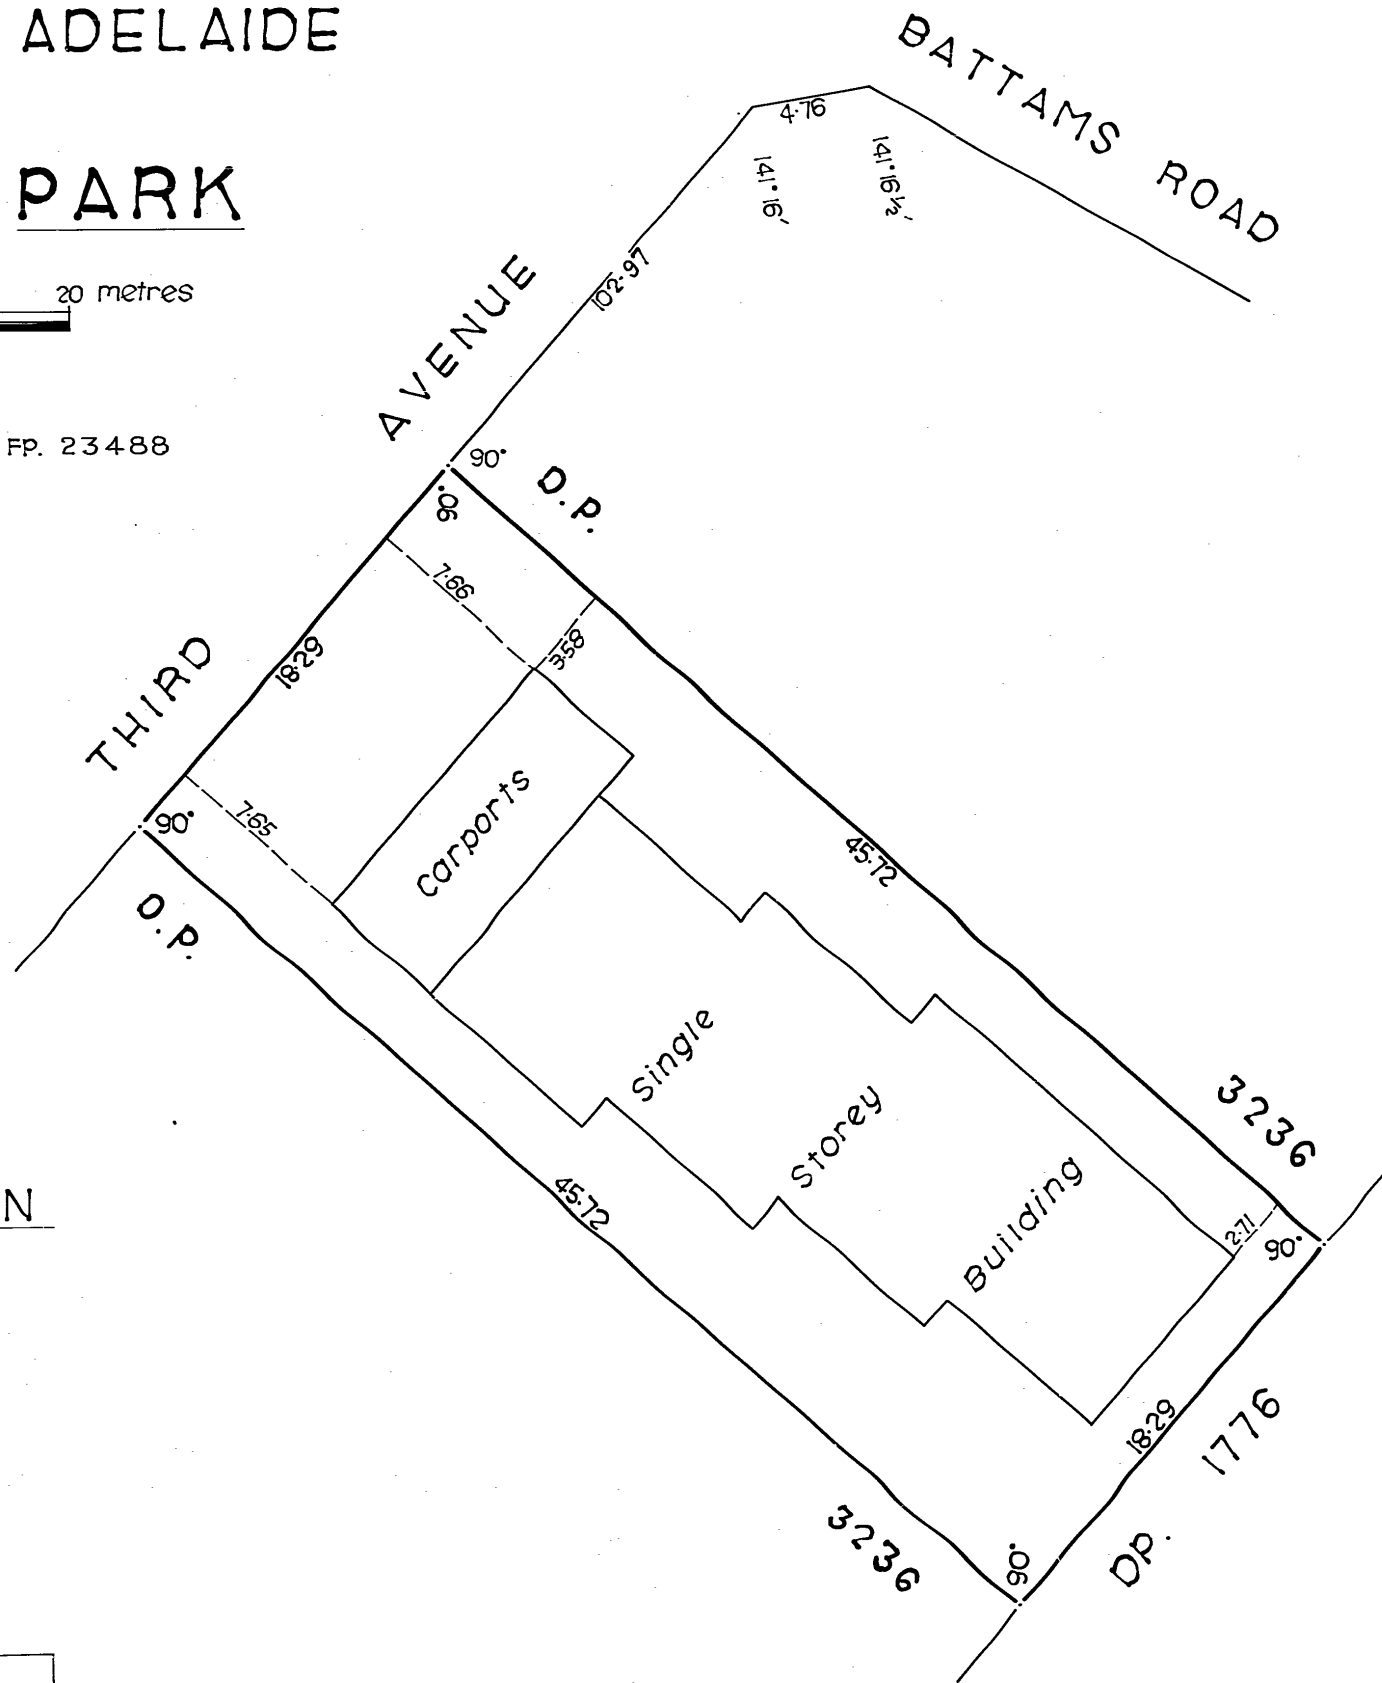 ADELAIDE
PARK
20 metres
FP. 23488
BATTAMS ROAD
4·76
141°16′
141°16½′
102·97
THIRD AVENUE
90°
90°
D.P.
7·66
3·58
18·29
7·65
90°
D.P.
carports
45·72
Single
Storey
Building
45·72
3236
2·71
90°
18·29
1776
DP.
3236
90°
N